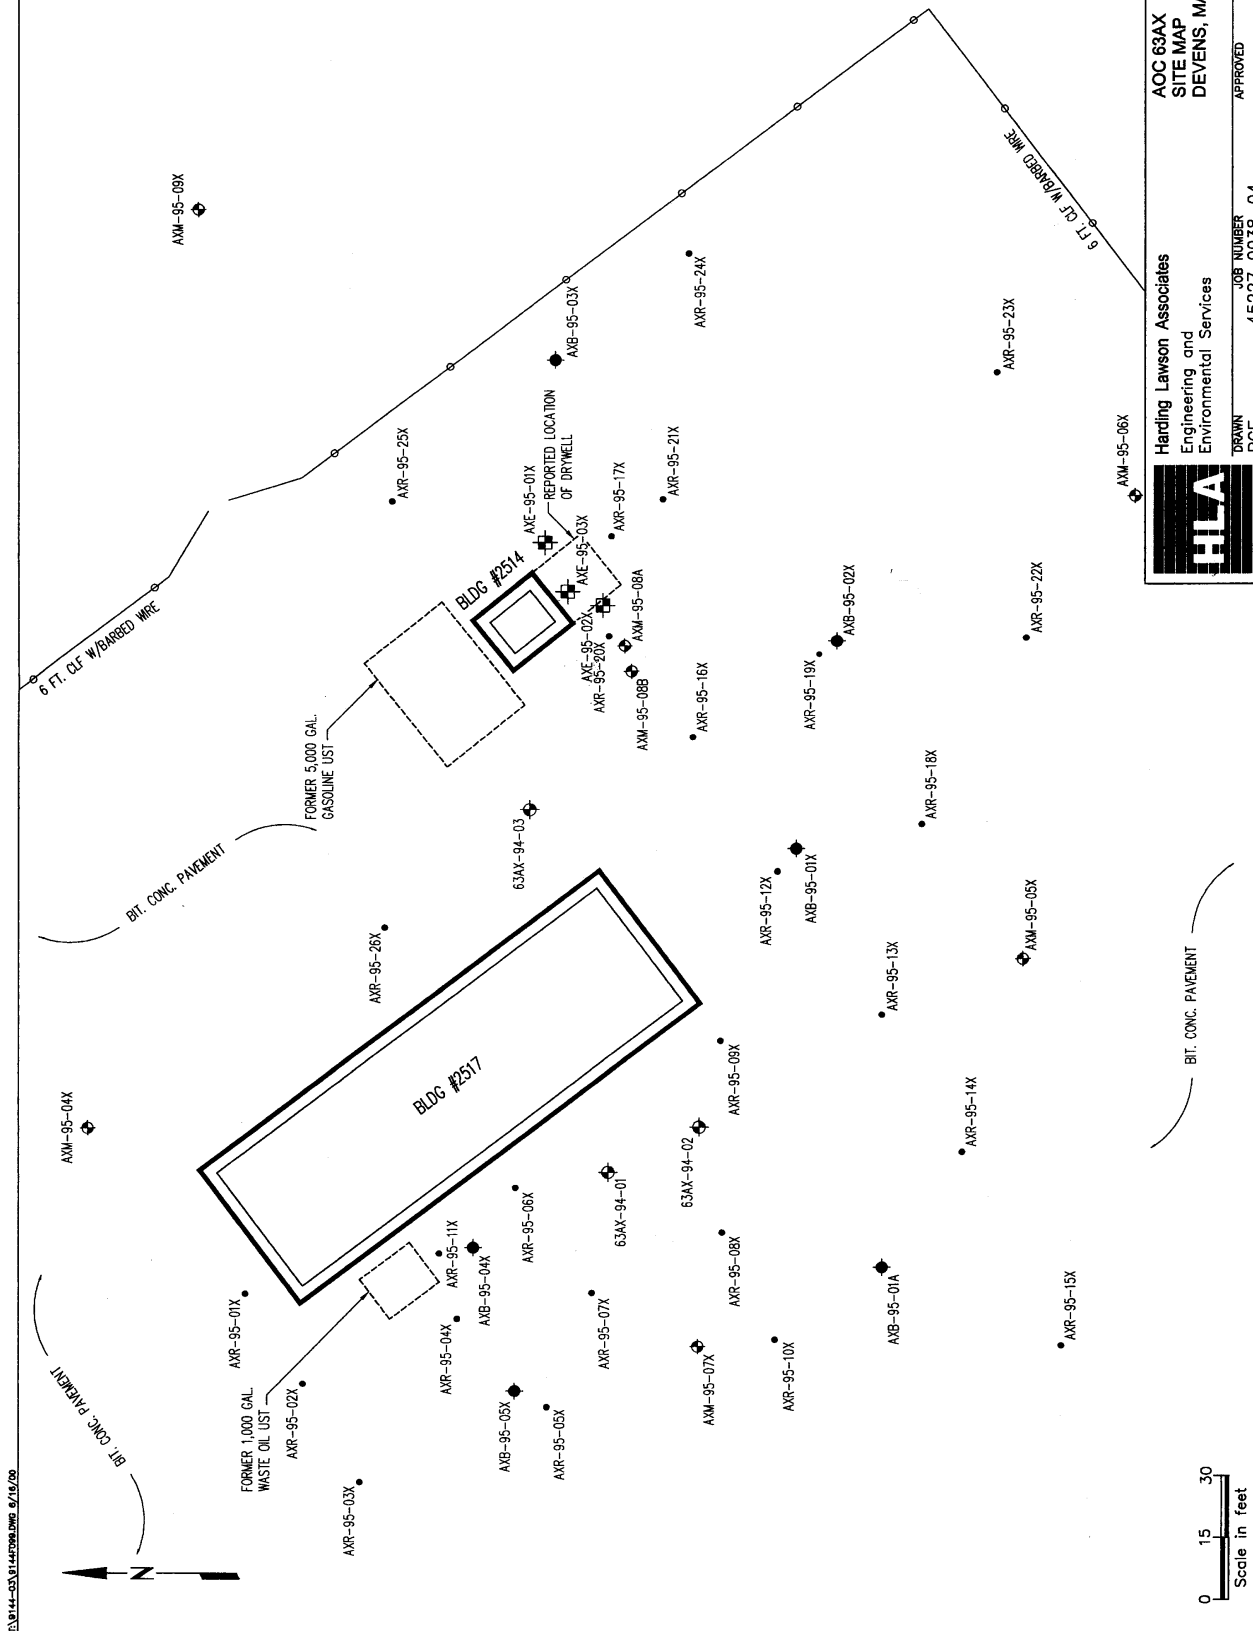 F:\9144-03\9144F099.DWG 6/16/00
AXM-95-09X
6 FT. CLF W/BARBED WIRE
6 FT. CLF W/BARBED WIRE
AXR-95-24X
AXB-95-03X
AXR-95-25X
AXR-95-23X
REPORTED LOCATION
OF DRYWELL
AXE-95-01X
AXR-95-17X
AXR-95-21X
AXM-95-06X
BLDG #2514
AXE-95-03X
AXE-95-02X
AXR-95-20X
AXM-95-08A
AXM-95-08B
AXB-95-02X
AXR-95-22X
AXR-95-16X
AXR-95-19X
FORMER 5,000 GAL.
GASOLINE UST
AXR-95-18X
63AX-94-03
BIT. CONC. PAVEMENT
AXR-95-12X
AXB-95-01X
AXM-95-05X
AXR-95-26X
AXR-95-13X
BIT. CONC. PAVEMENT
BLDG #2517
AXR-95-09X
AXM-95-04X
AXR-95-14X
63AX-94-02
63AX-94-01
AXR-95-06X
AXR-95-11X
AXR-95-08X
AXB-95-04X
AXR-95-01X
AXR-95-04X
AXR-95-07X
AXB-95-01A
AXR-95-15X
AXM-95-07X
AXR-95-10X
BIT. CONC. PAVEMENT
AXR-95-02X
FORMER 1,000 GAL.
WASTE OIL UST
AXB-95-05X
AXR-95-05X
AXR-95-03X
N
0 15 30
Scale in feet
HLA
Harding Lawson Associates
Engineering and
Environmental Services
AOC 63AX
SITE MAP
DEVENS, MA
DRAWN
JOB NUMBER
APPROVED